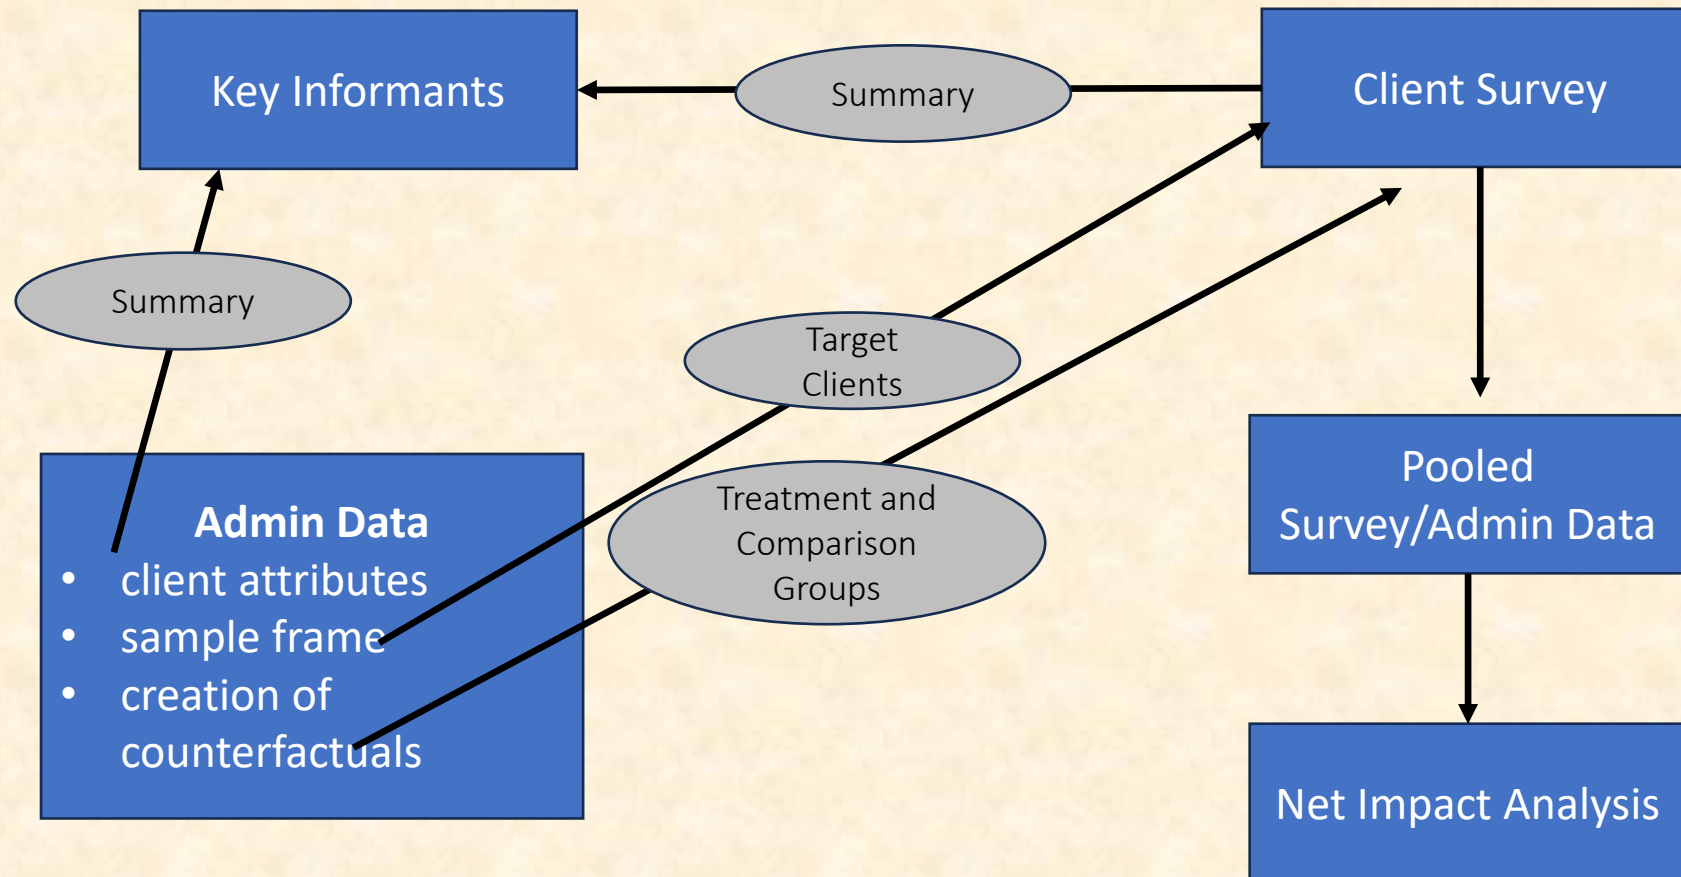 Key Informants
Summary
Client Survey
Summary
Target
Clients
Treatment and
Comparison
Groups
Admin Data
• client attributes
• sample frame
• creation of
counterfactuals
Pooled
Survey/Admin Data
Net Impact Analysis